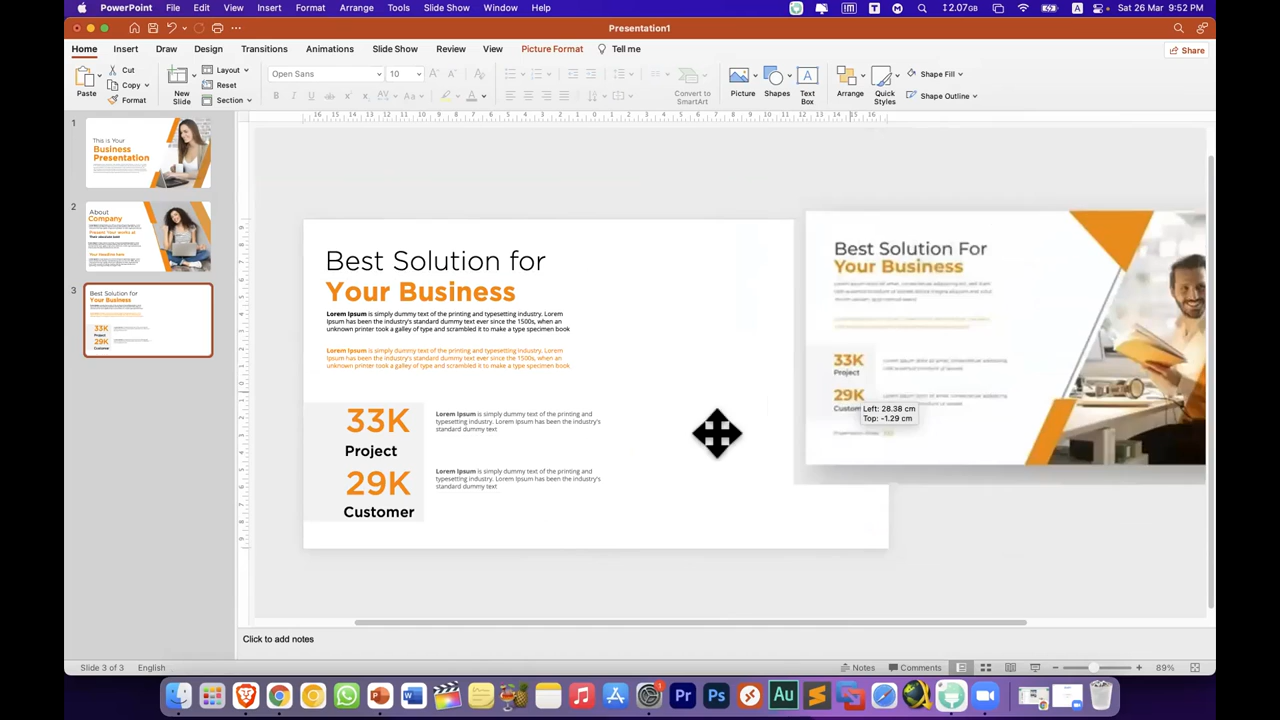 PowerPoint File Edit View Insert Format Arrange Tools Slide Show Window Help
2.07GB Sat 26 Mar 9:52 PM
Presentation1
Home Insert Draw Design Transitions Animations Slide Show Review View Picture Format Tell me
Share
Paste
Cut
Copy
Format
New
Slide
Layout
Reset
Section
Open Sans 10
Convert to
SmartArt
Picture
Shapes
Text
Box
Arrange
Quick
Styles
Shape Fill
Shape Outline
1
This is Your
Business
Presentation
2
About
Company
Your Headline here
3
Best Solution for
Your Business
33K
Project
29K
Customer
Best Solution for
Your Business
Lorem Ipsum is simply dummy text of the printing and typesetting industry. Lorem
Ipsum has been the industry's standard dummy text ever since the 1500s, when an
unknown printer took a galley of type and scrambled it to make a type specimen book
Lorem Ipsum is simply dummy text of the printing and typesetting industry. Lorem
Ipsum has been the industry's standard dummy text ever since the 1500s, when an
unknown printer took a galley of type and scrambled it to make a type specimen book
33K
Project
29K
Customer
Lorem Ipsum is simply dummy text of the printing and
typesetting industry. Lorem Ipsum has been the industry's
standard dummy text
Lorem Ipsum is simply dummy text of the printing and
typesetting industry. Lorem Ipsum has been the industry's
standard dummy text
Best Solution For
Your Business
33K
Project
29K
Left: 28.38 cm
Top: -1.29 cm
Click to add notes
Slide 3 of 3 English
Notes Comments 89%